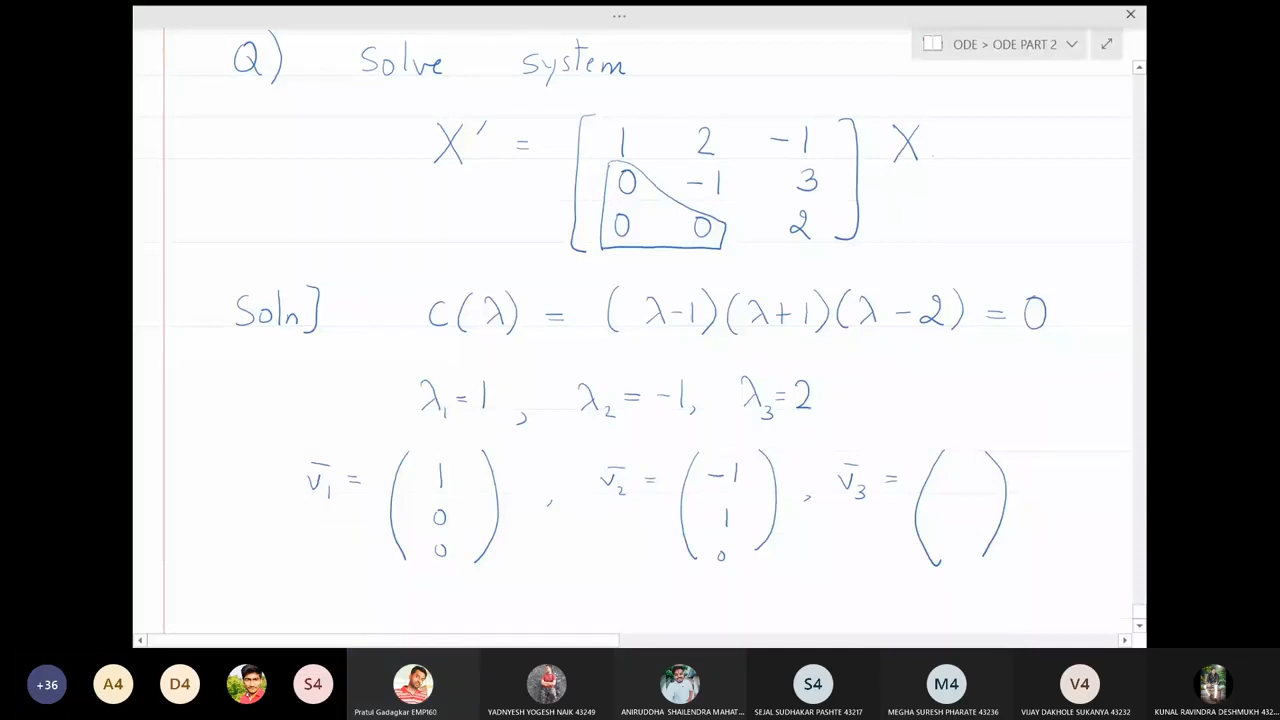 ...
ODE > ODE PART 2
Q) Solve system
X′ = [ 1 2 -1 ] X
0 -1 3
0 0 2
Soln] C(λ) = (λ-1)(λ+1)(λ-2) = 0
λ₁ = 1 , λ₂ = -1, λ₃ = 2
v̄₁ = ( 1 0 0 ) , v̄₂ = ( -1 1 0 ) , v̄₃ = ( )
+36 A4 D4 S4 S4 M4 V4
Pratul Gadagkar EMP160 YADNYESH YOGESH NAIK 43249 ANIRUDDHA SHAILENDRA MAHAT... SEJAL SUDHAKAR PASHTE 43217 MEGHA SURESH PHARATE 43236 VIJAY DAKHOLE SUKANYA 43232 KUNAL RAVINDRA DESHMUKH 432...